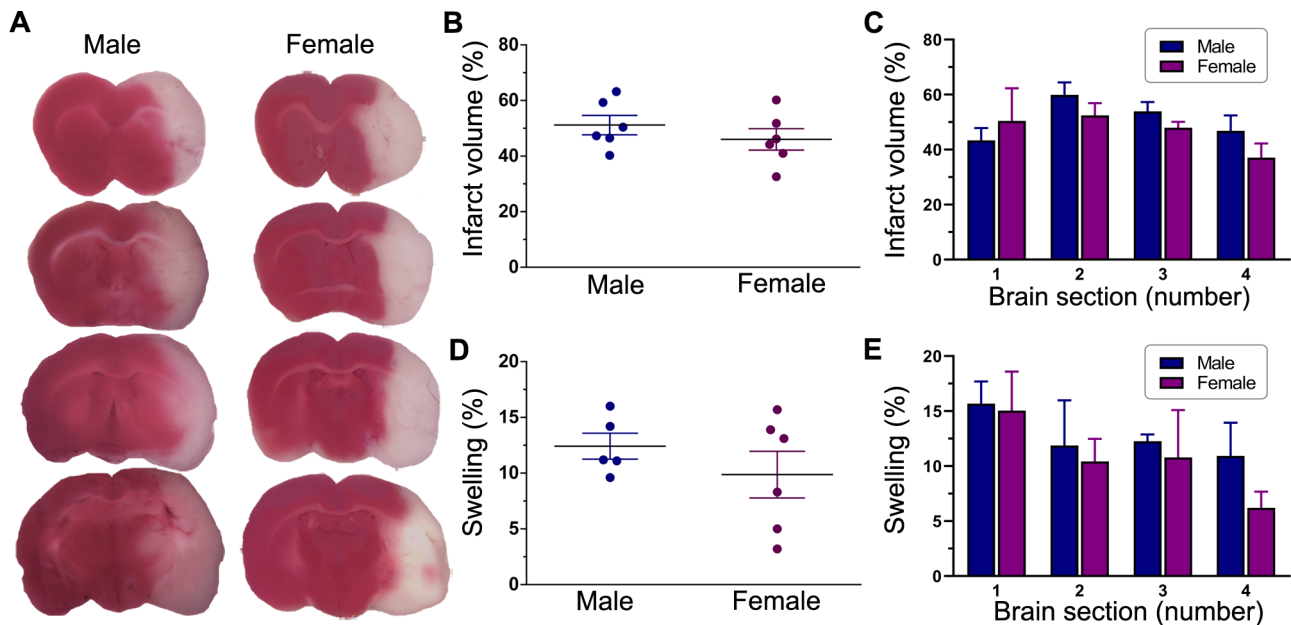 A
Male
Female
B
Infarct volume (%)
80
60
40
20
0
Male
Female
C
Infarct volume (%)
80
60
40
20
0
Male
Female
1
2
3
4
Brain section (number)
D
Swelling (%)
20
15
10
5
0
Male
Female
E
Swelling (%)
20
15
10
5
0
Male
Female
1
2
3
4
Brain section (number)